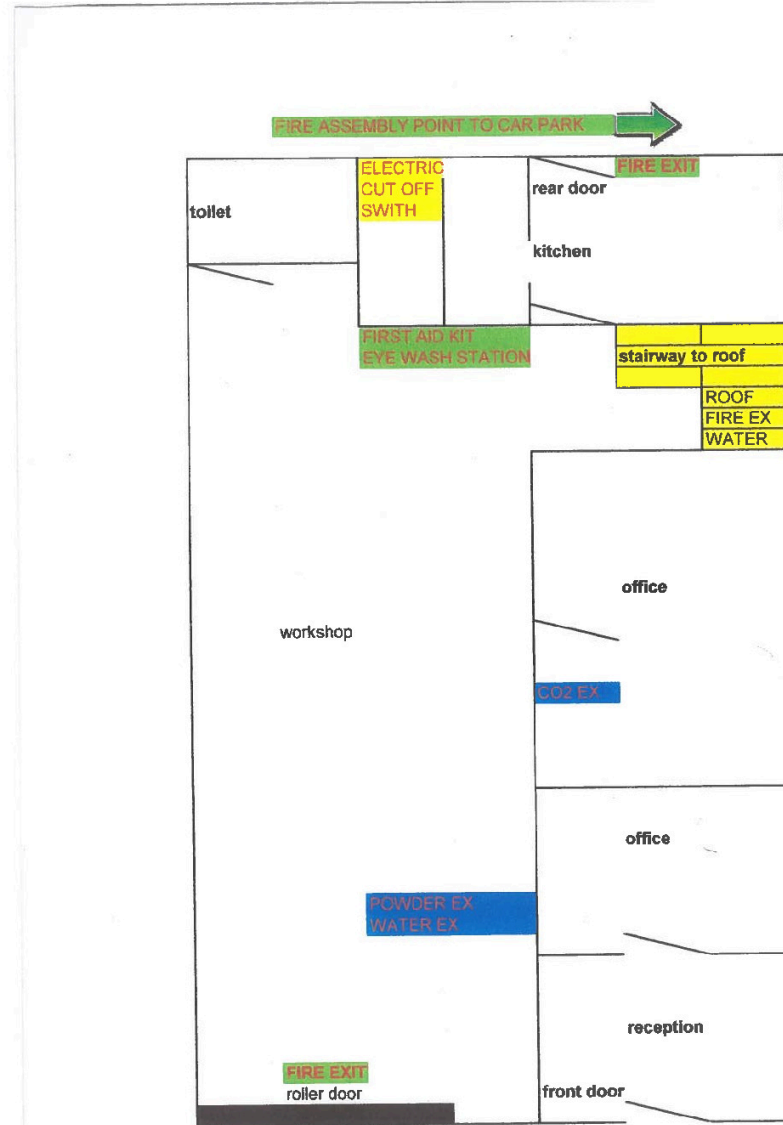 FIRE ASSEMBLY POINT TO CAR PARK
ELECTRIC
CUT OFF
SWITH
FIRE EXIT
toilet
rear door
kitchen
FIRST AID KIT
EYE WASH STATION
stairway to roof
ROOF
FIRE EX
WATER
office
workshop
CO2 EX
office
POWDER EX
WATER EX
reception
FIRE EXIT
roller door
front door